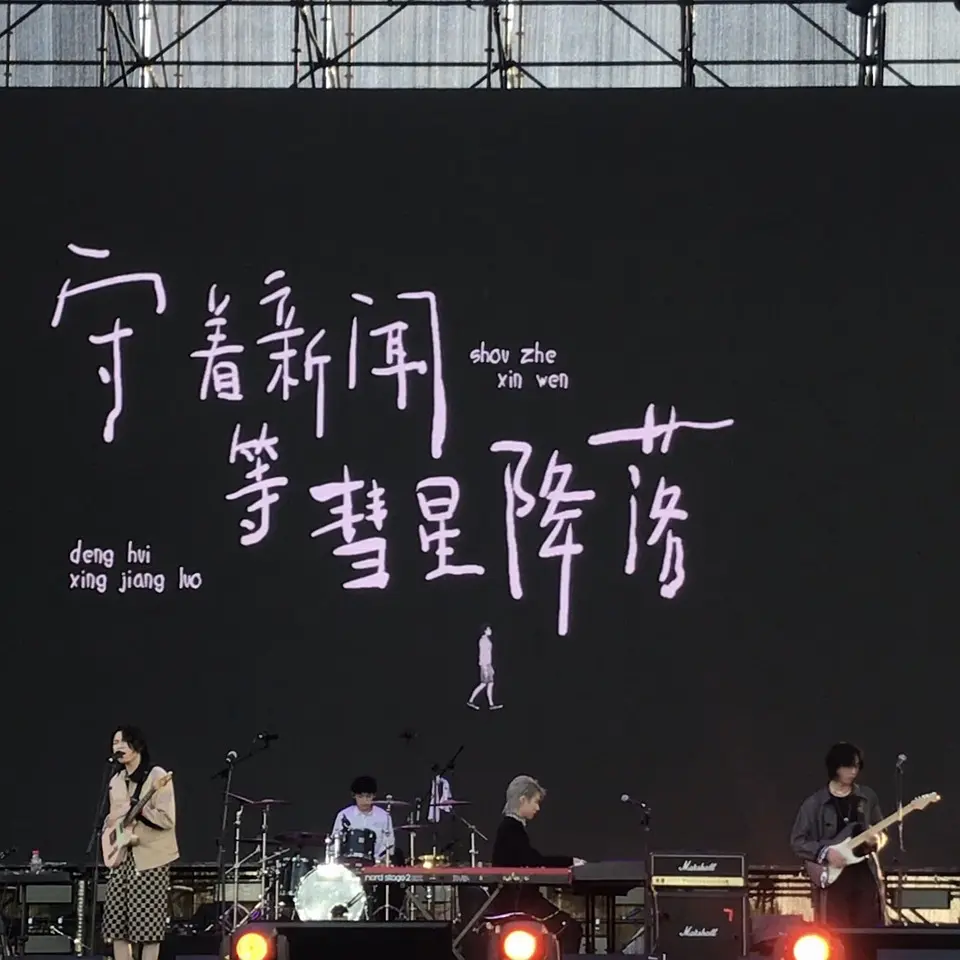 守着新闻
shou zhe
xin wen
等彗星降落
deng hui
xing jiang luo
nord stage 2
Marshall
Marshall